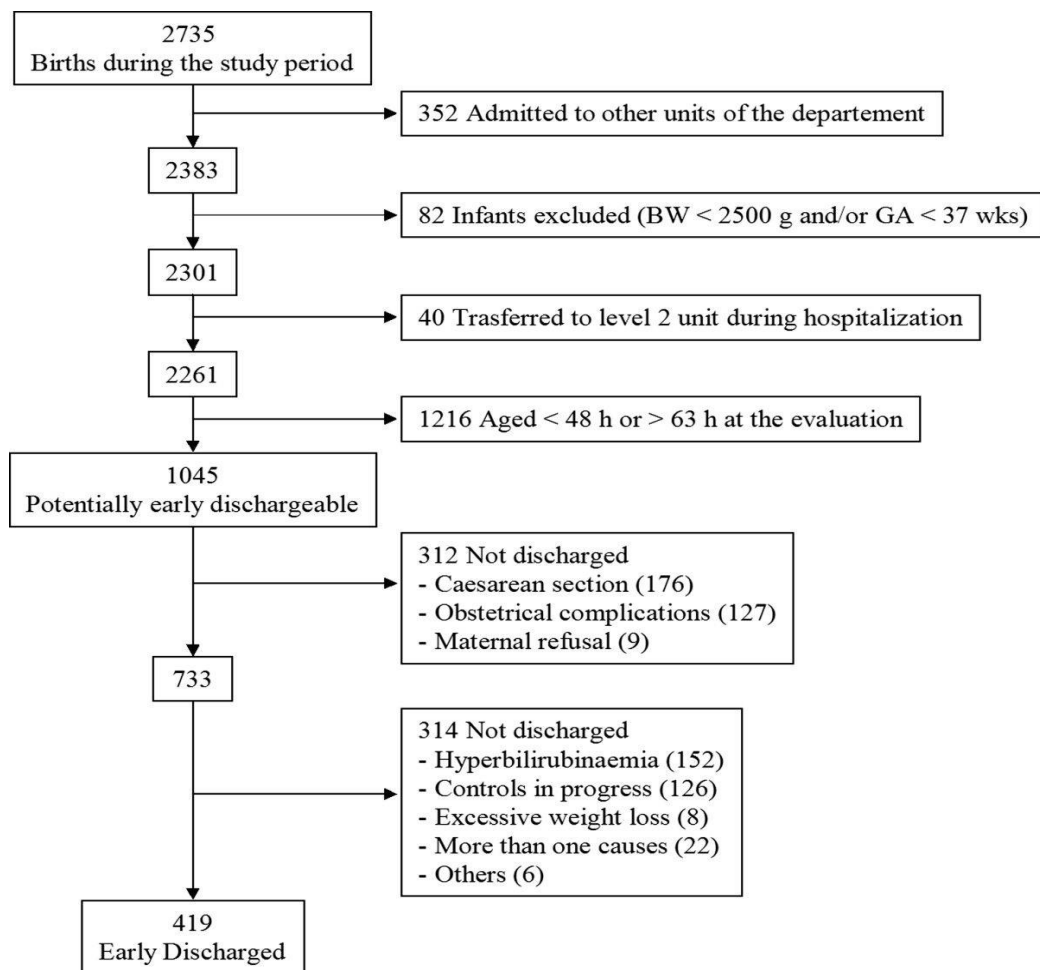 2735
Births during the study period
352 Admitted to other units of the departement
2383
82 Infants excluded (BW < 2500 g and/or GA < 37 wks)
2301
40 Trasferred to level 2 unit during hospitalization
2261
1216 Aged < 48 h or > 63 h at the evaluation
1045
Potentially early dischargeable
312 Not discharged
- Caesarean section (176)
- Obstetrical complications (127)
- Maternal refusal (9)
733
314 Not discharged
- Hyperbilirubinaemia (152)
- Controls in progress (126)
- Excessive weight loss (8)
- More than one causes (22)
- Others (6)
419
Early Discharged